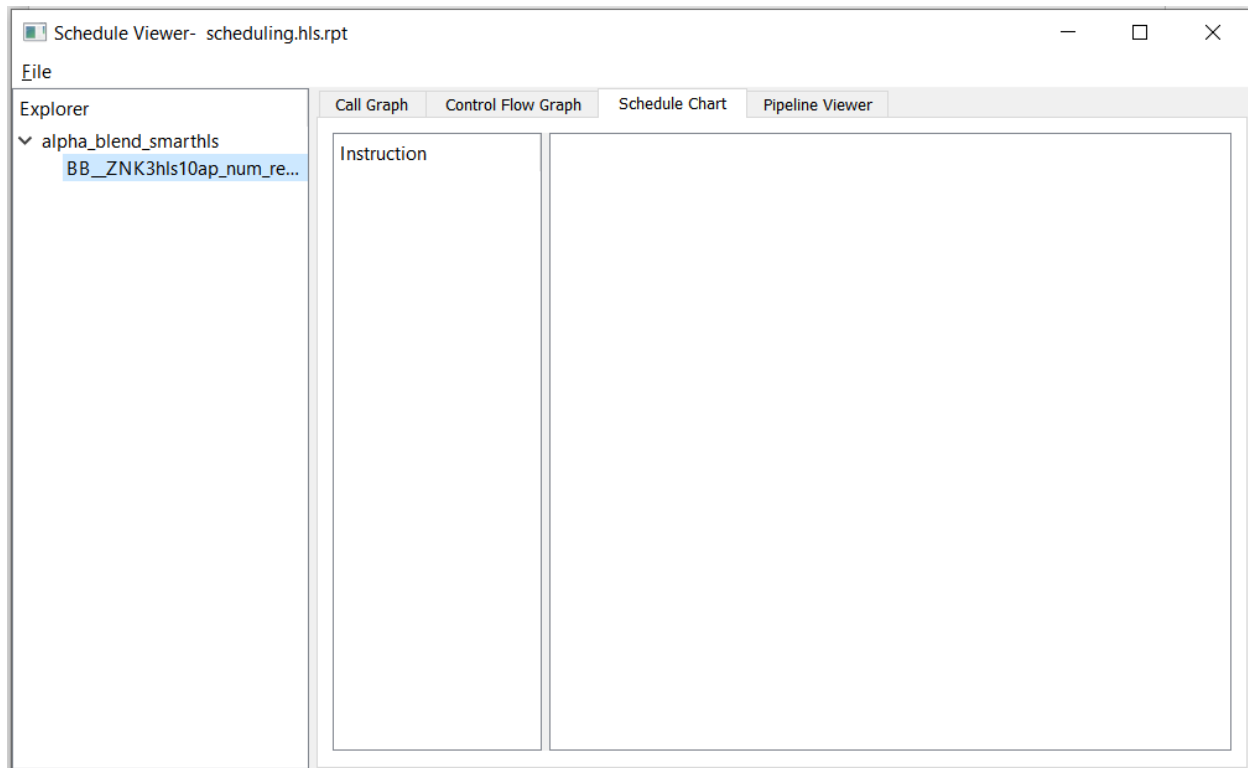 Schedule Viewer- scheduling.hls.rpt
File
Explorer
alpha_blend_smarthls
BB__ZNK3hls10ap_num_re...
Call Graph Control Flow Graph Schedule Chart Pipeline Viewer
Instruction